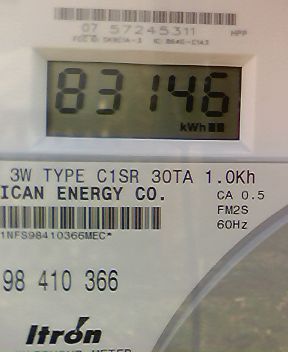 07 57245311
HPP
83146
kWh
3W TYPE C1SR 30TA 1.0Kh
ICAN ENERGY CO.
CA 0.5
FM2S
60Hz
1NFS98410366MEC*
98 410 366
Itron